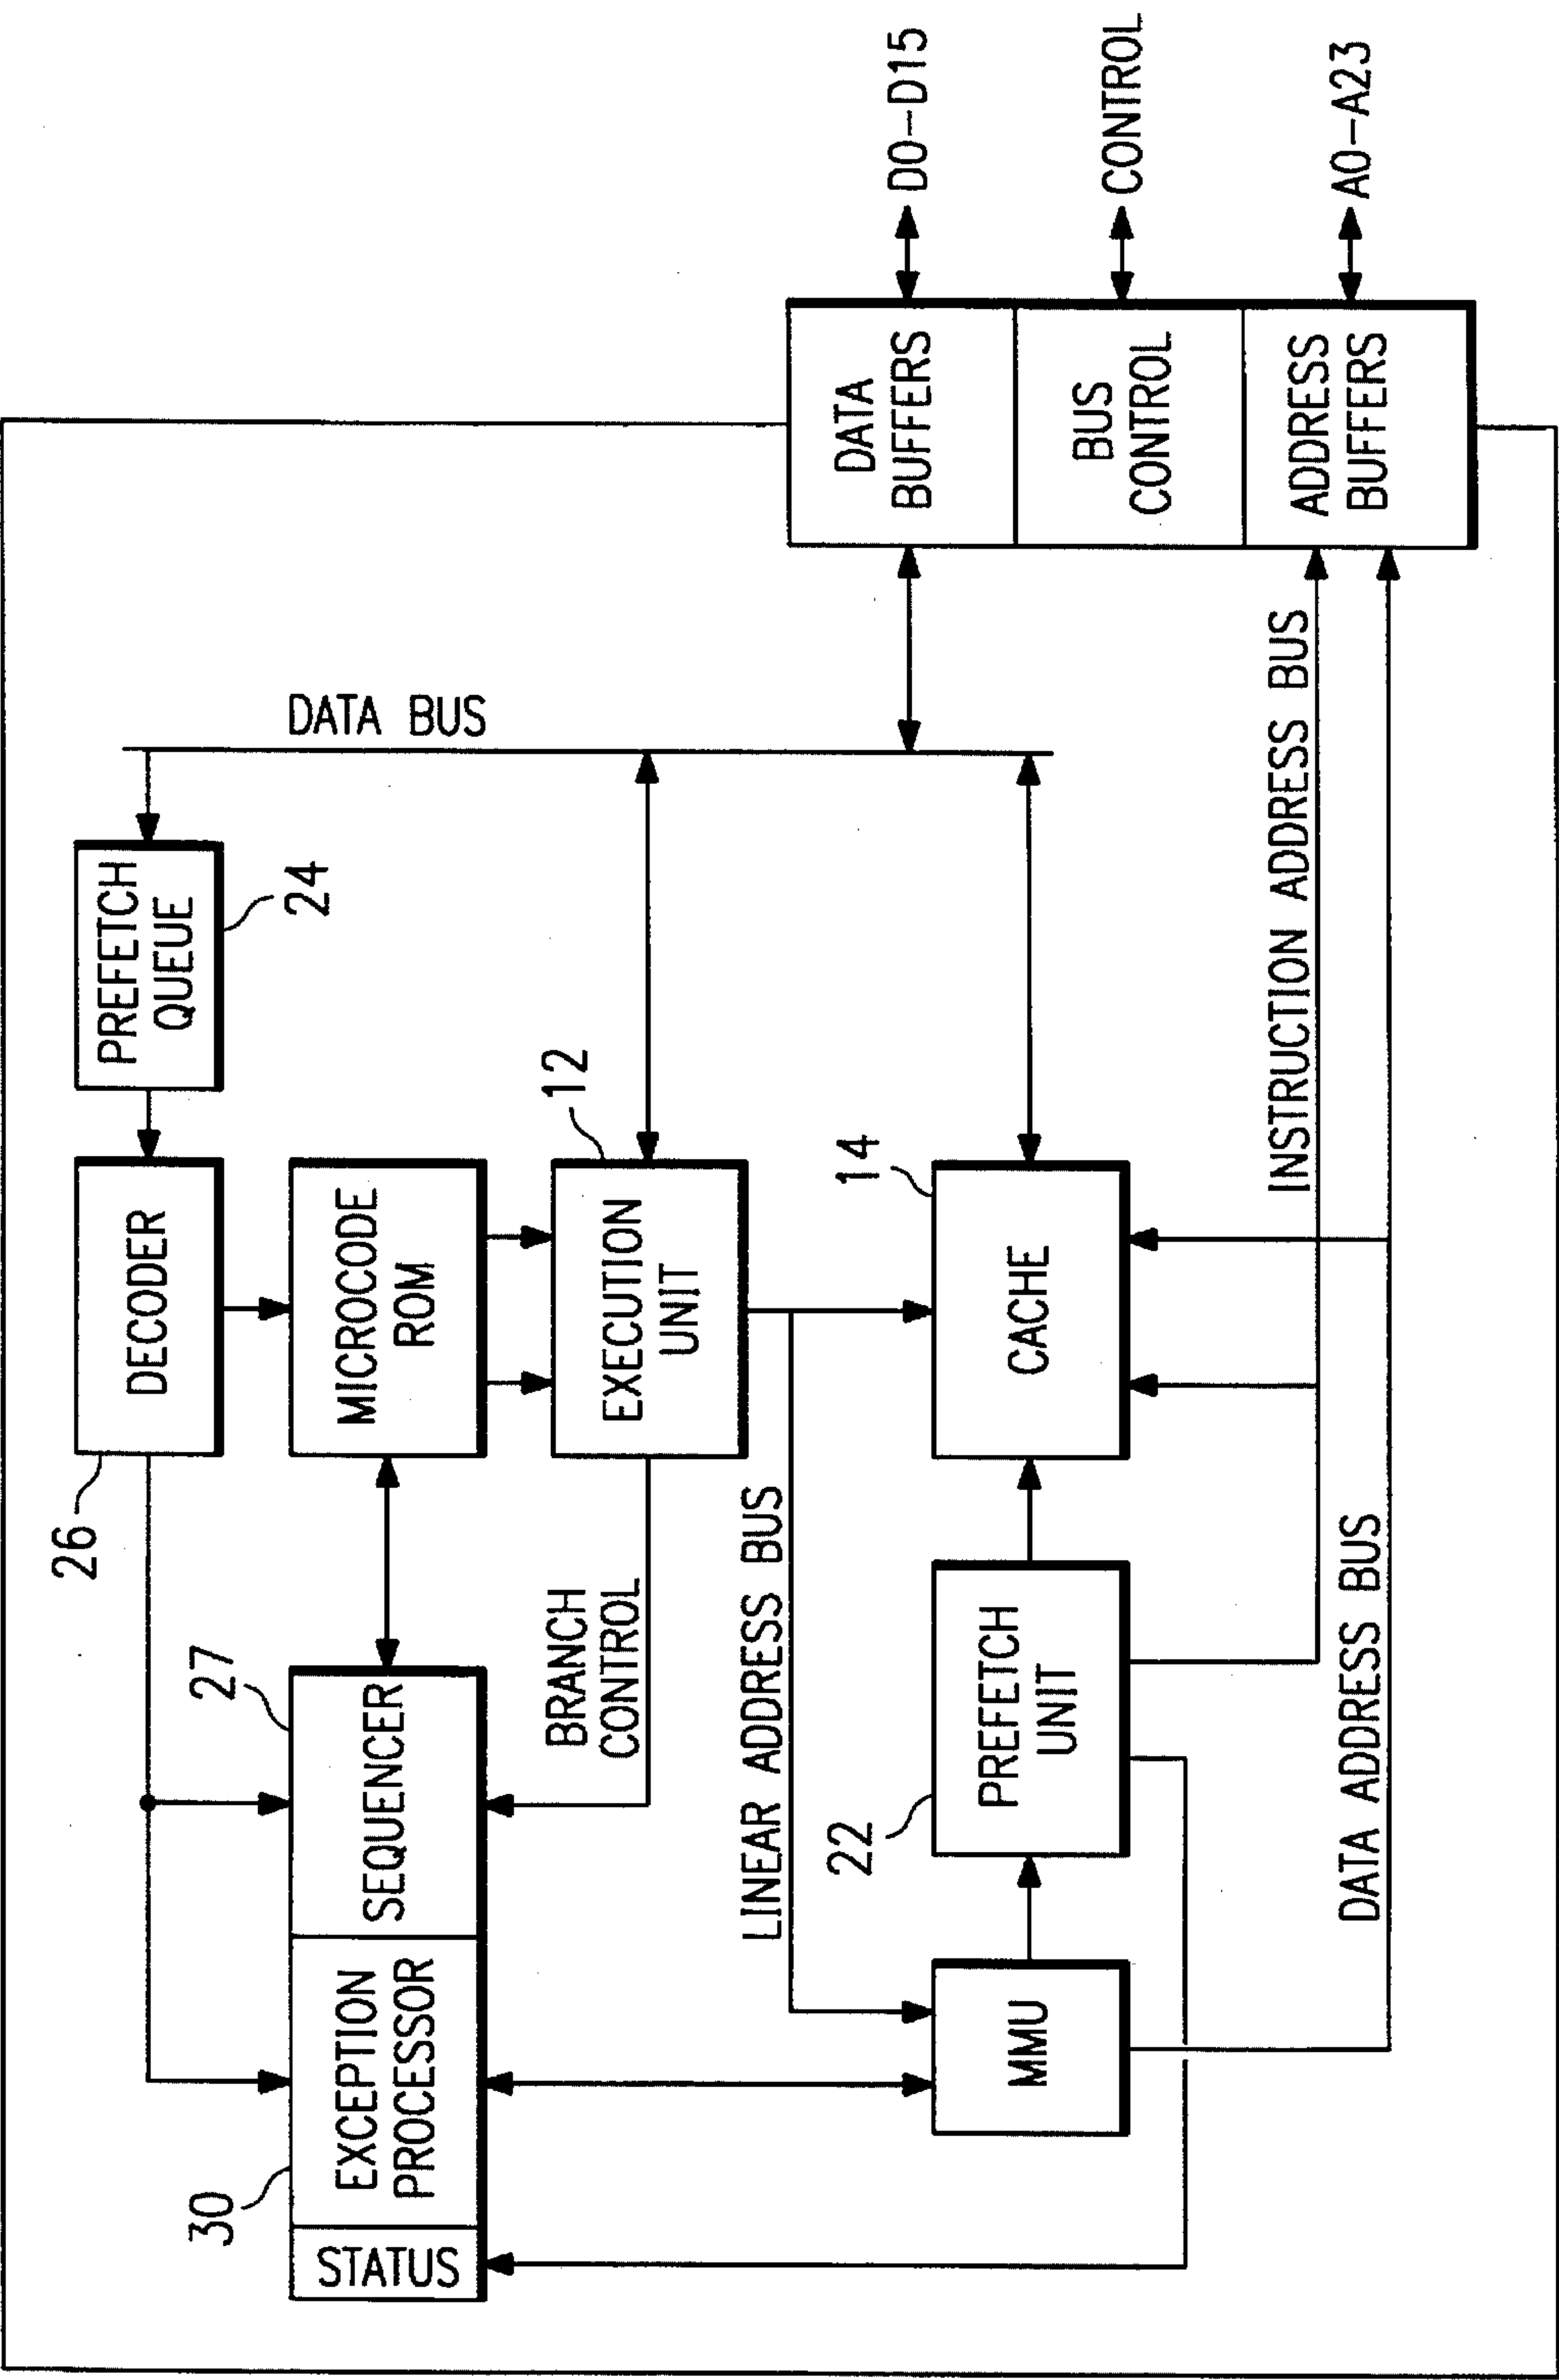 26
DECODER
PREFETCH
QUEUE
24
DATA BUS
30
27
STATUS
EXCEPTION
PROCESSOR
SEQUENCER
MICROCODE
ROM
BRANCH
CONTROL
12
EXECUTION
UNIT
LINEAR ADDRESS BUS
DATA
BUFFERS
D0-D15
22
14
MMU
PREFETCH
UNIT
CACHE
BUS
CONTROL
CONTROL
INSTRUCTION ADDRESS BUS
DATA ADDRESS BUS
ADDRESS
BUFFERS
A0-A23